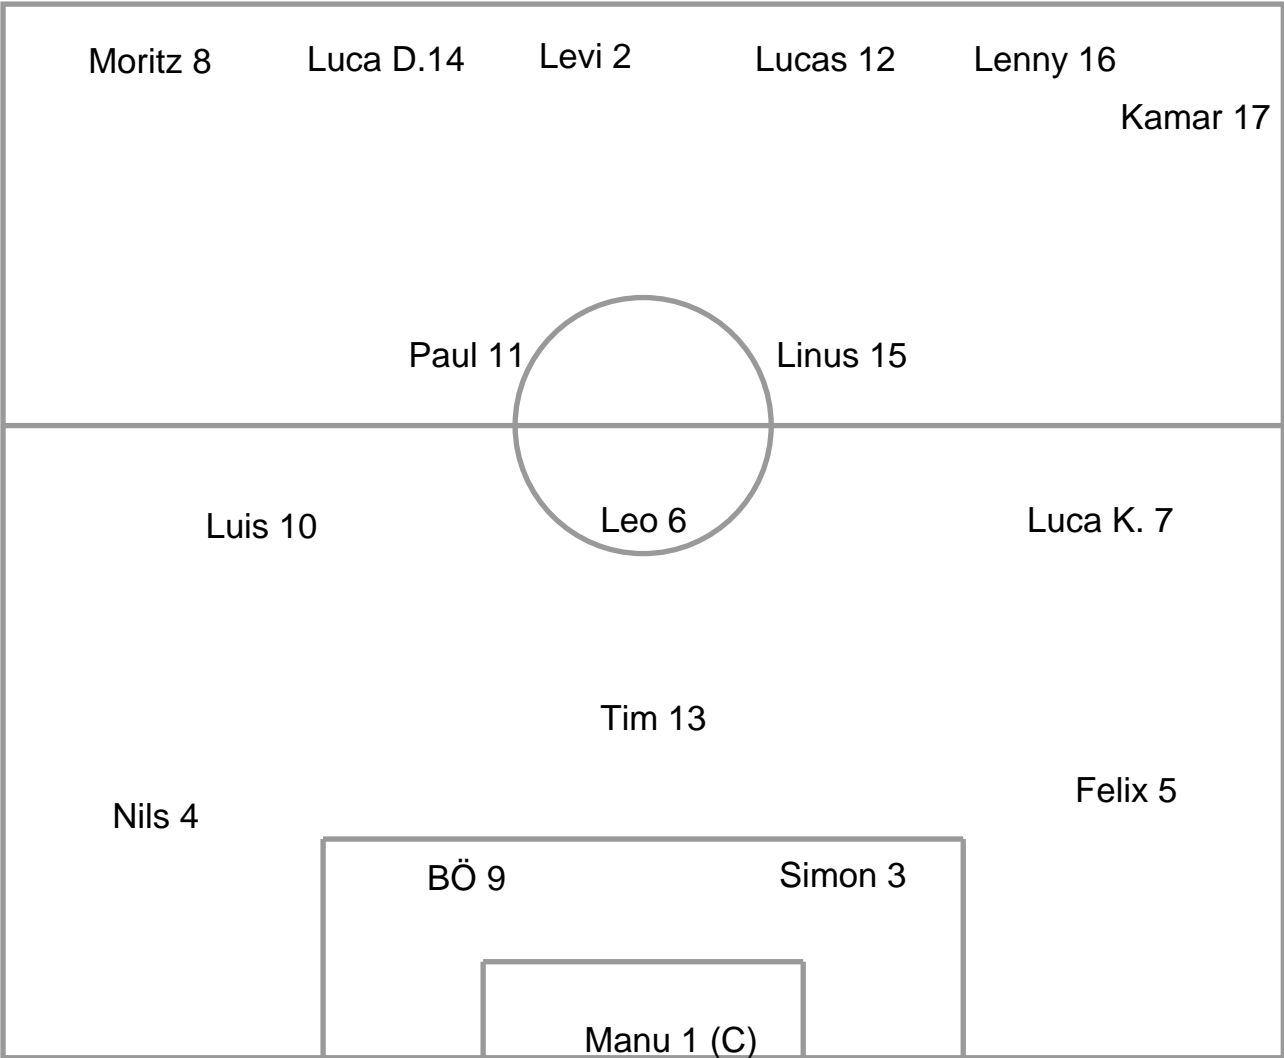 Moritz 8
Luca D.14
Levi 2
Lucas 12
Lenny 16
Kamar 17
Paul 11
Linus 15
Luis 10
Leo 6
Luca K. 7
Tim 13
Nils 4
Felix 5
BÖ 9
Simon 3
Manu 1 (C)